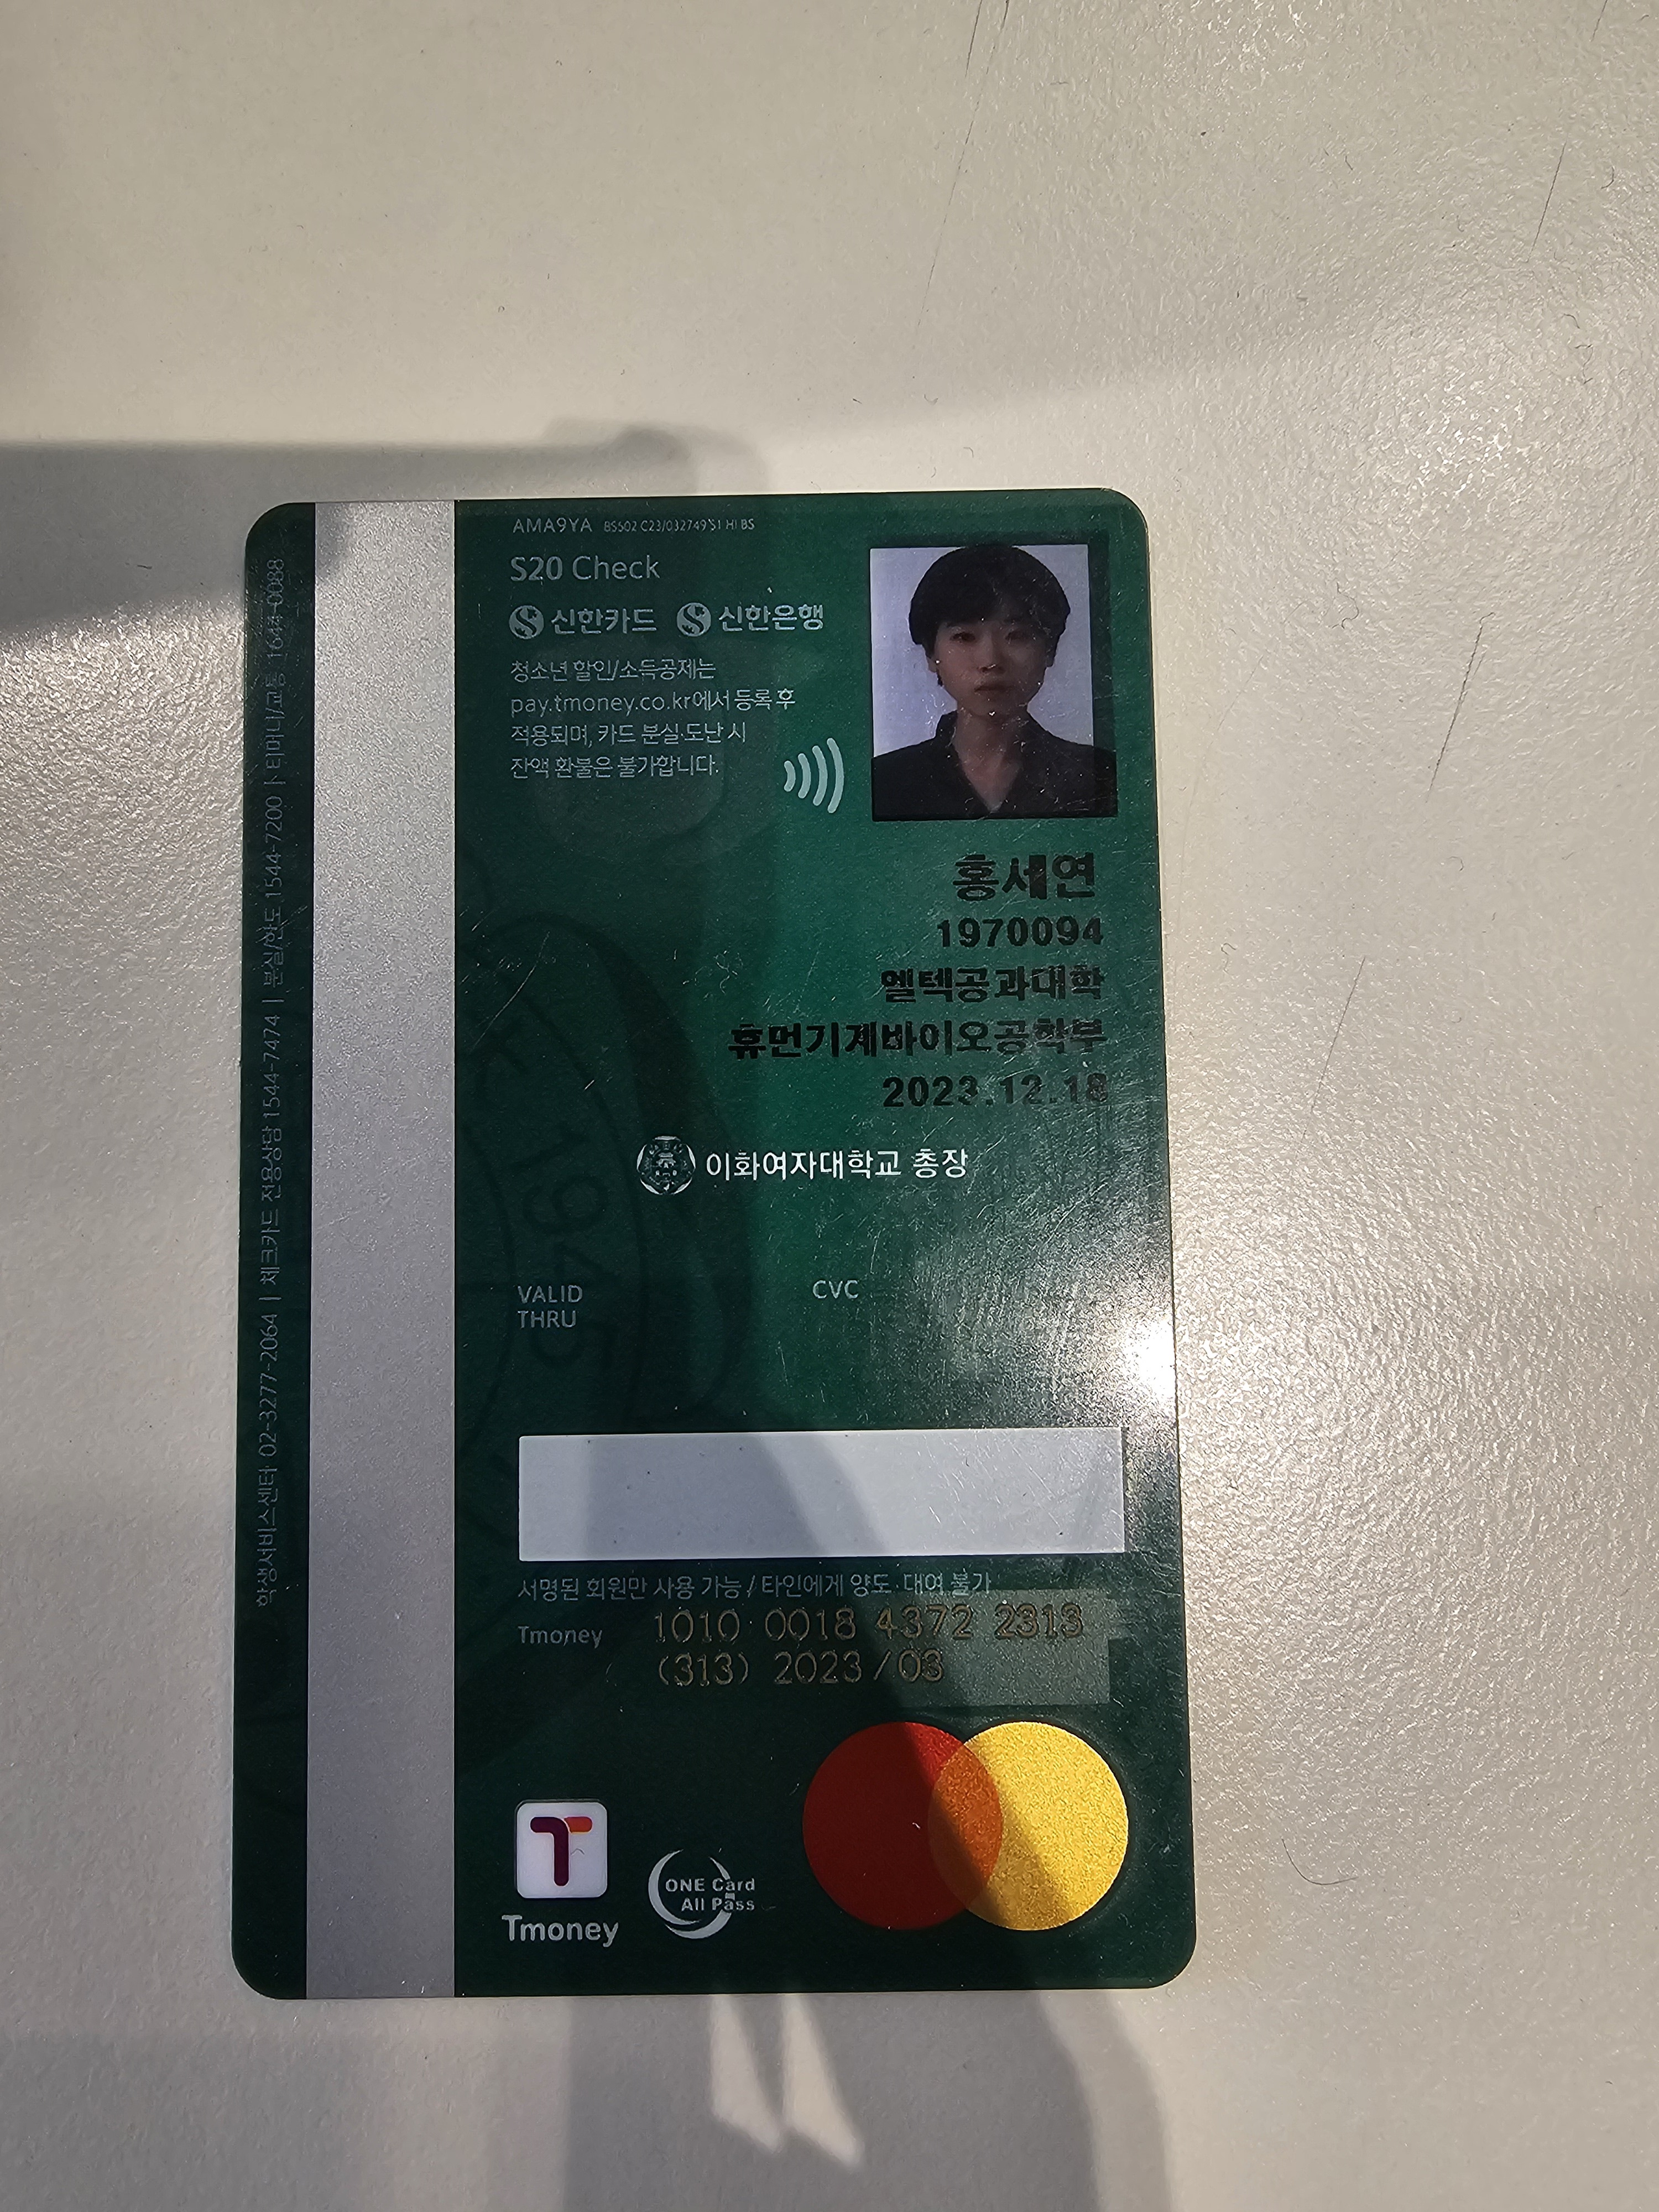 AMA9YA BS502 C23/032749'S1 HI BS
S20 Check
신한카드 신한은행
청소년 할인/소득공제는
pay.tmoney.co.kr에서 등록 후
적용되며, 카드 분실·도난 시
잔액 환불은 불가합니다.
홍세연
1970094
엘텍공과대학
휴먼기계바이오공학부
2023.12.18
이화여자대학교 총장
VALID
THRU
CVC
서명된 회원만 사용 가능 / 타인에게 양도·대여 불가
Tmoney 1010 0018 4372 2313
(313) 2023/03
Tmoney
ONE Card
All Pass
학생서비스센터 02-3277-2064 | 체크카드 전용상담 1544-7474 | 분실/한도 1544-7200 | 티머니/교통 1644-0088
1945